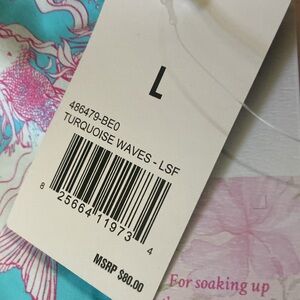 L
486479-BE0
TURQUOISE WAVES - LSF
8 25664 11973 4
MSRP $80.00
For soaking up